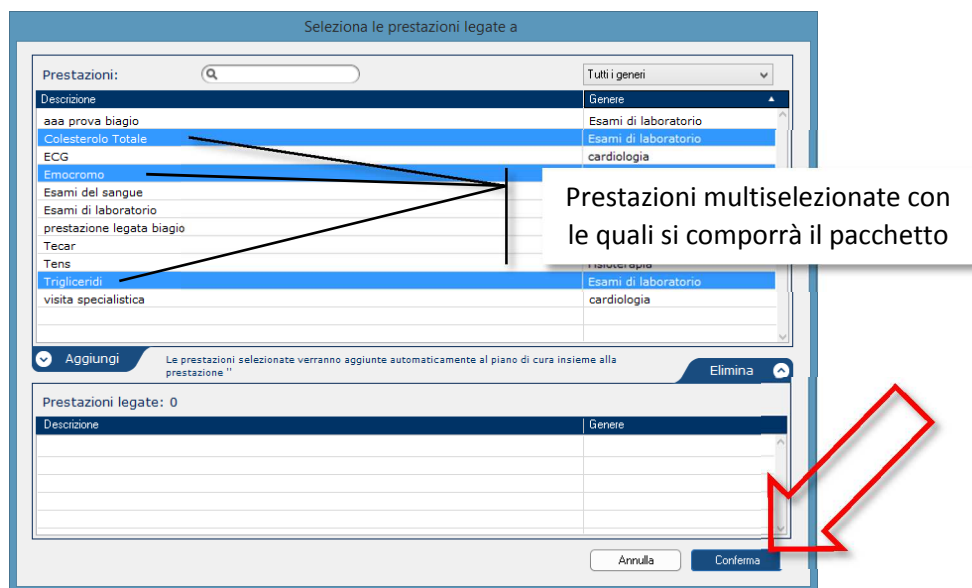 Seleziona le prestazioni legate a
Prestazioni:
Tutti i generi
Descrizione Genere
aaa prova biagio Esami di laboratorio
Colesterolo Totale Esami di laboratorio
ECG cardiologia
Emocromo
Esami del sangue
Esami di laboratorio
prestazione legata biagio
Tecar
Tens Fisioterapia
Trigliceridi Esami di laboratorio
visita specialistica cardiologia
Prestazioni multiselezionate con
le quali si comporrà il pacchetto
Aggiungi
Le prestazioni selezionate verranno aggiunte automaticamente al piano di cura insieme alla
prestazione ''
Elimina
Prestazioni legate: 0
Descrizione Genere
Annulla Conferma